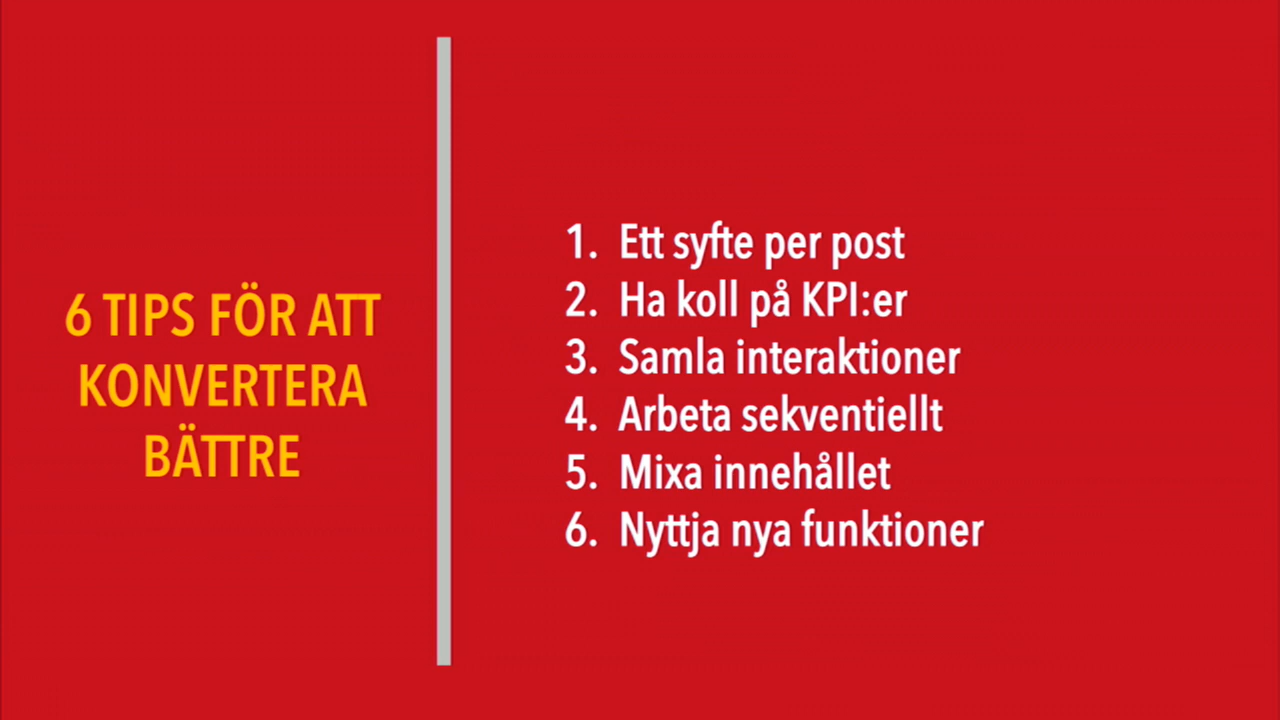 6 TIPS FÖR ATT
KONVERTERA
BÄTTRE
1. Ett syfte per post
2. Ha koll på KPI:er
3. Samla interaktioner
4. Arbeta sekventiellt
5. Mixa innehållet
6. Nyttja nya funktioner